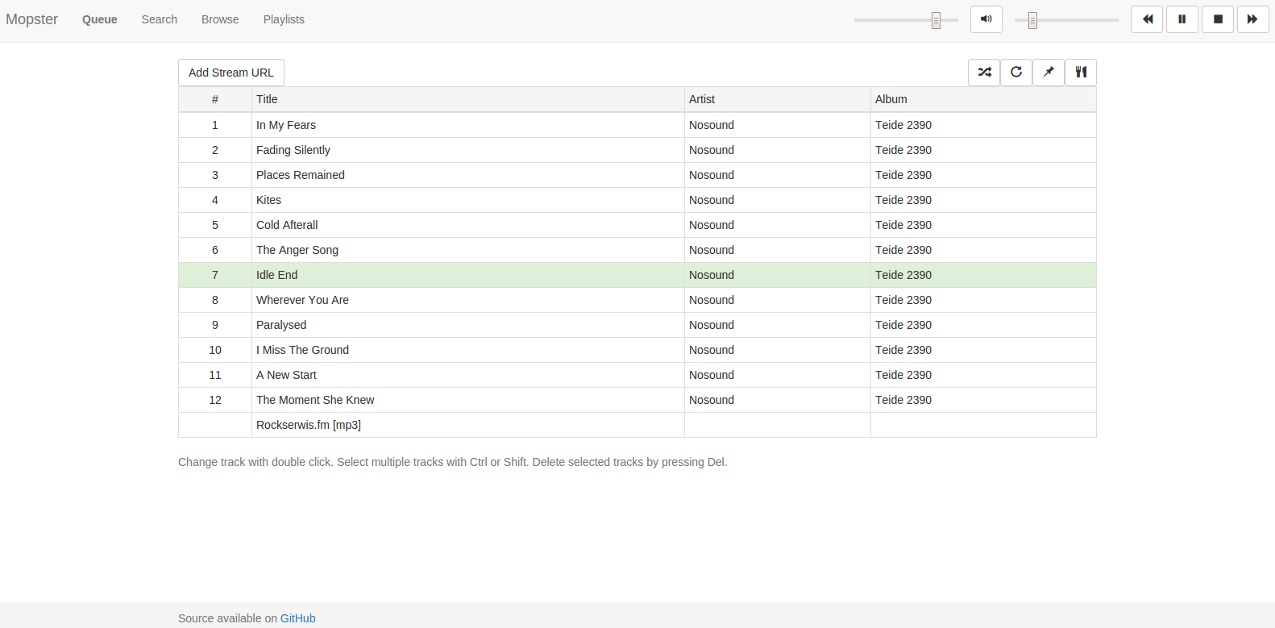 Mopster Queue Search Browse Playlists
Add Stream URL
# Title Artist Album
1 In My Fears Nosound Teide 2390
2 Fading Silently Nosound Teide 2390
3 Places Remained Nosound Teide 2390
4 Kites Nosound Teide 2390
5 Cold Afterall Nosound Teide 2390
6 The Anger Song Nosound Teide 2390
7 Idle End Nosound Teide 2390
8 Wherever You Are Nosound Teide 2390
9 Paralysed Nosound Teide 2390
10 I Miss The Ground Nosound Teide 2390
11 A New Start Nosound Teide 2390
12 The Moment She Knew Nosound Teide 2390
Rockserwis.fm [mp3]
Change track with double click. Select multiple tracks with Ctrl or Shift. Delete selected tracks by pressing Del.
Source available on GitHub